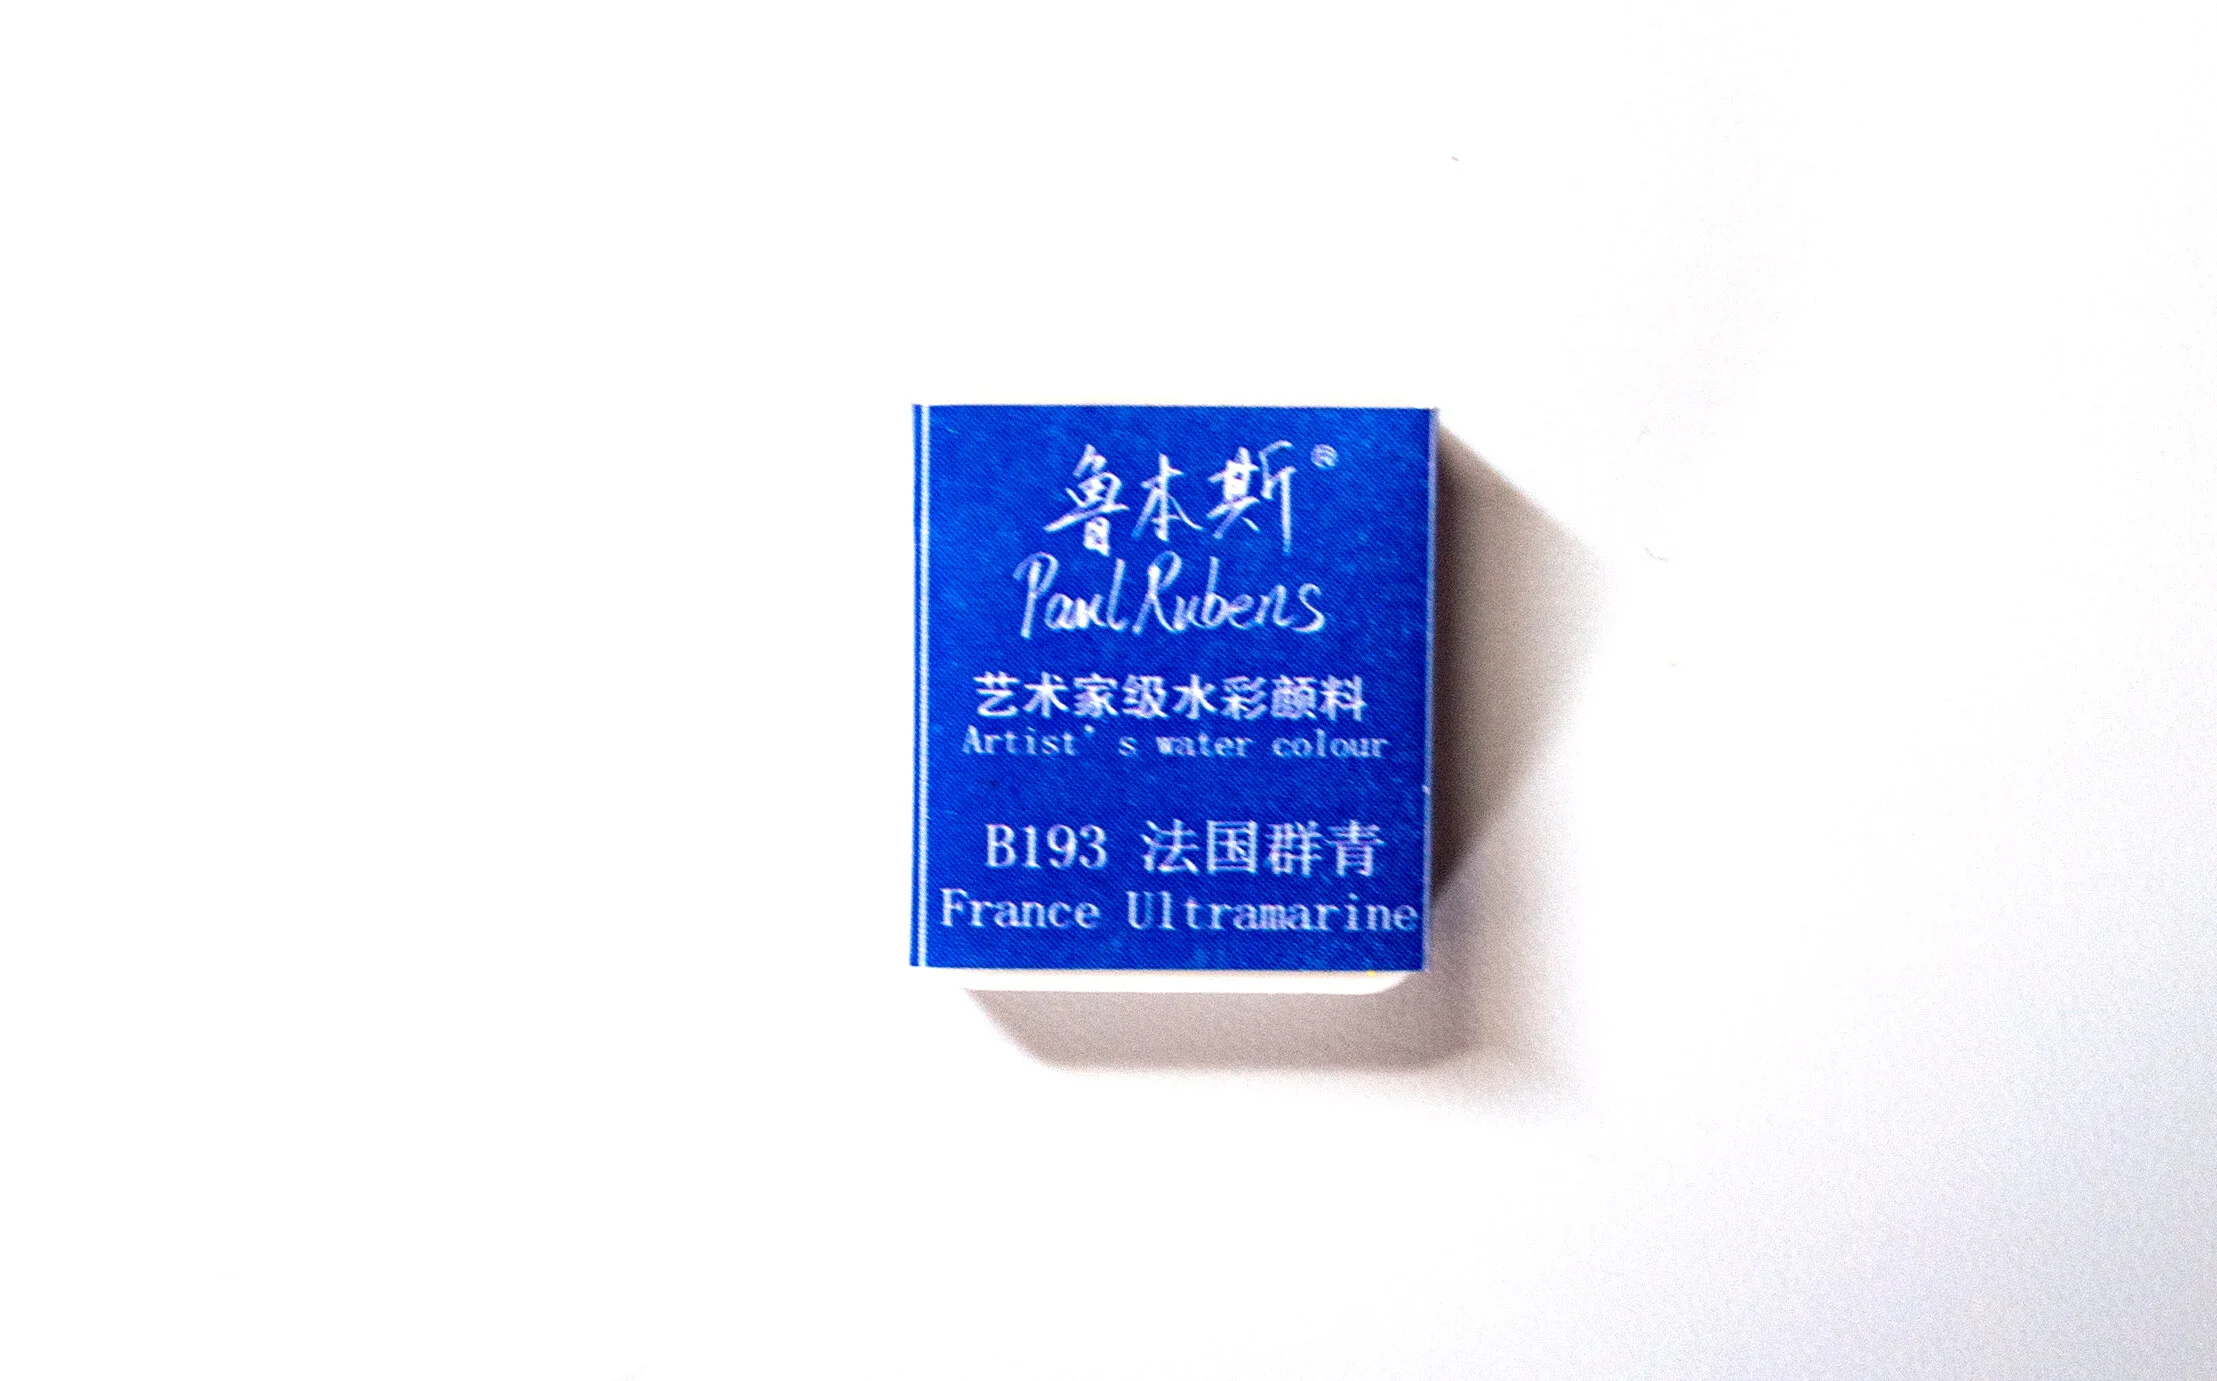 鲁本斯®
Paul Rubens
艺术家级水彩颜料
Artist's water colour
B193 法国群青
France Ultramarine